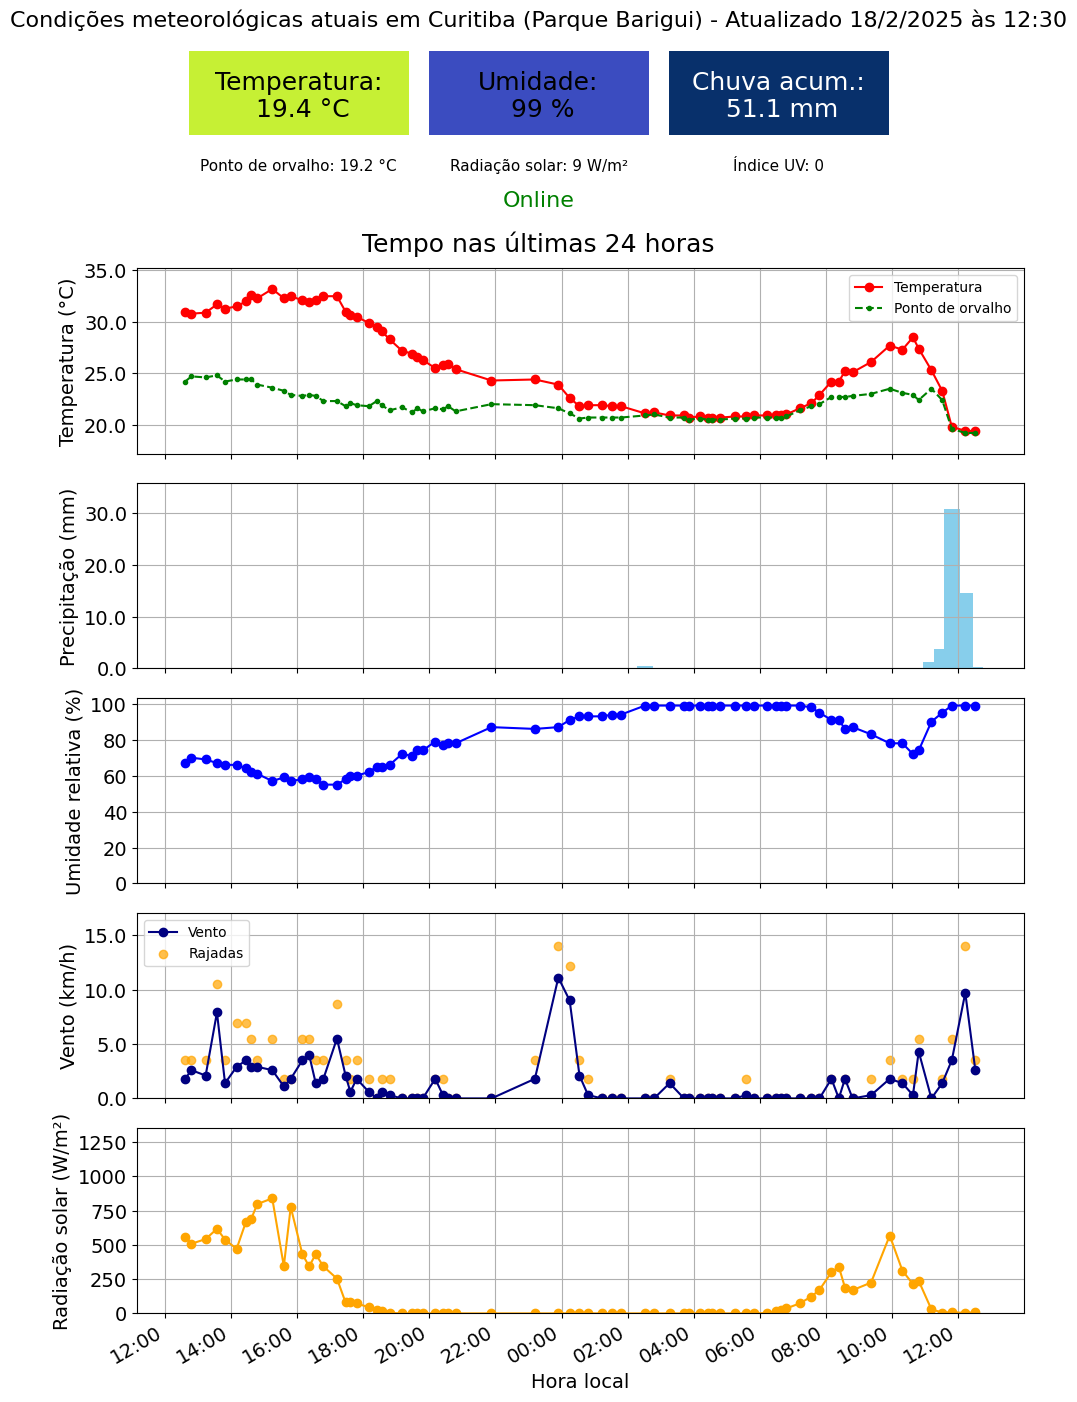 Condições meteorológicas atuais em Curitiba (Parque Barigui) - Atualizado 18/2/2025 às 12:30
Temperatura:
19.4 °C
Umidade:
99 %
Chuva acum.:
51.1 mm
Ponto de orvalho: 19.2 °C
Radiação solar: 9 W/m²
Índice UV: 0
Online
Tempo nas últimas 24 horas
Temperatura (°C)
35.0
30.0
25.0
20.0
Temperatura
Ponto de orvalho
Precipitação (mm)
30.0
20.0
10.0
0.0
Umidade relativa (%)
100
80
60
40
20
0
Vento (km/h)
15.0
10.0
5.0
0.0
Vento
Rajadas
Radiação solar (W/m²)
1250
1000
750
500
250
0
12:00
14:00
16:00
18:00
20:00
22:00
00:00
02:00
04:00
06:00
08:00
10:00
12:00
Hora local